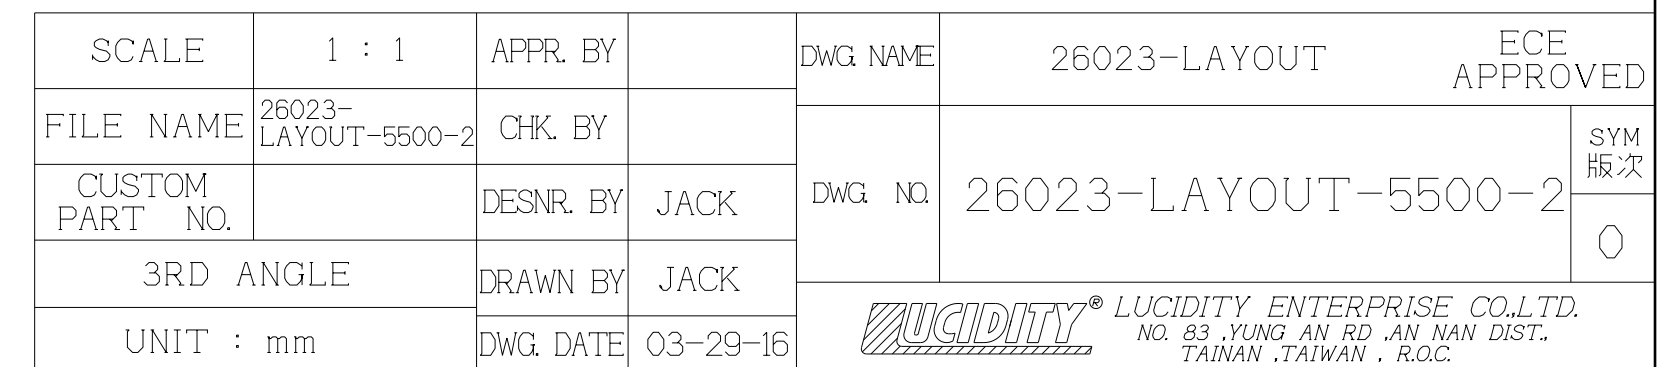 SCALE
1 : 1
APPR. BY
DWG. NAME
26023-LAYOUT
ECE
APPROVED
FILE NAME
26023-
LAYOUT-5500-2
CHK. BY
CUSTOM
PART NO.
DESNR. BY
JACK
DWG. NO.
26023-LAYOUT-5500-2
SYM
版次
0
3RD ANGLE
DRAWN BY
JACK
UNIT : mm
DWG. DATE
03-29-16
LUCIDITY® LUCIDITY ENTERPRISE CO.,LTD.
NO. 83 ,YUNG AN RD ,AN NAN DIST.,
TAINAN ,TAIWAN , R.O.C.